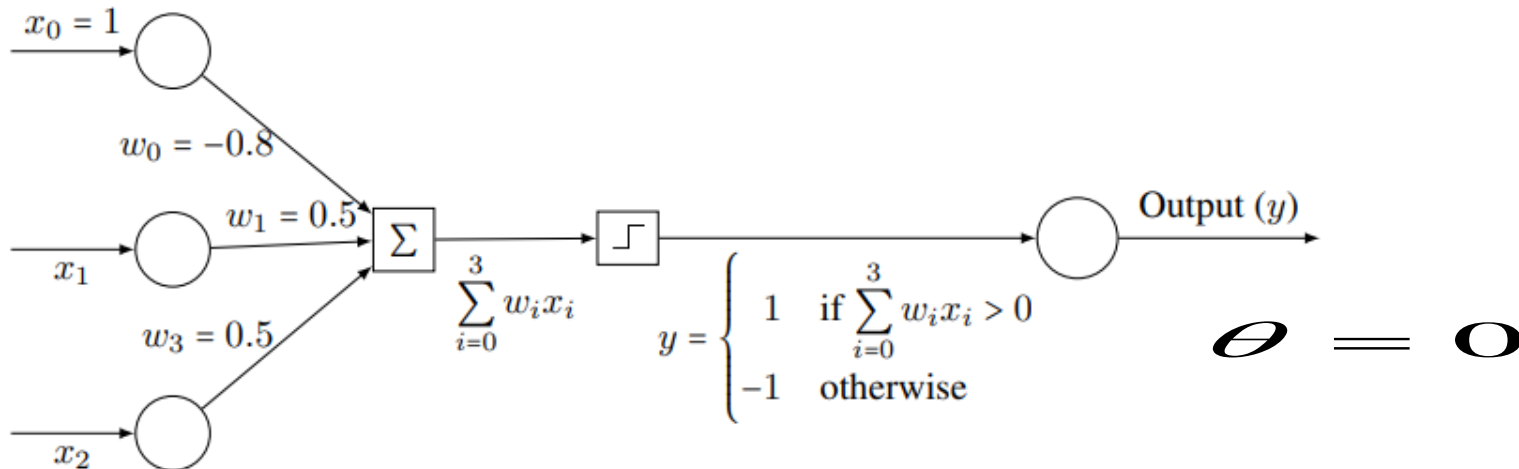 x₀ = 1
w₀ = −0.8
w₁ = 0.5
x₁
w₃ = 0.5
x₂
Σ
3
∑ wᵢxᵢ
i=0
y = { 1 if ∑³ᵢ₌₀ wᵢxᵢ > 0
−1 otherwise
Output (y)
θ = 0